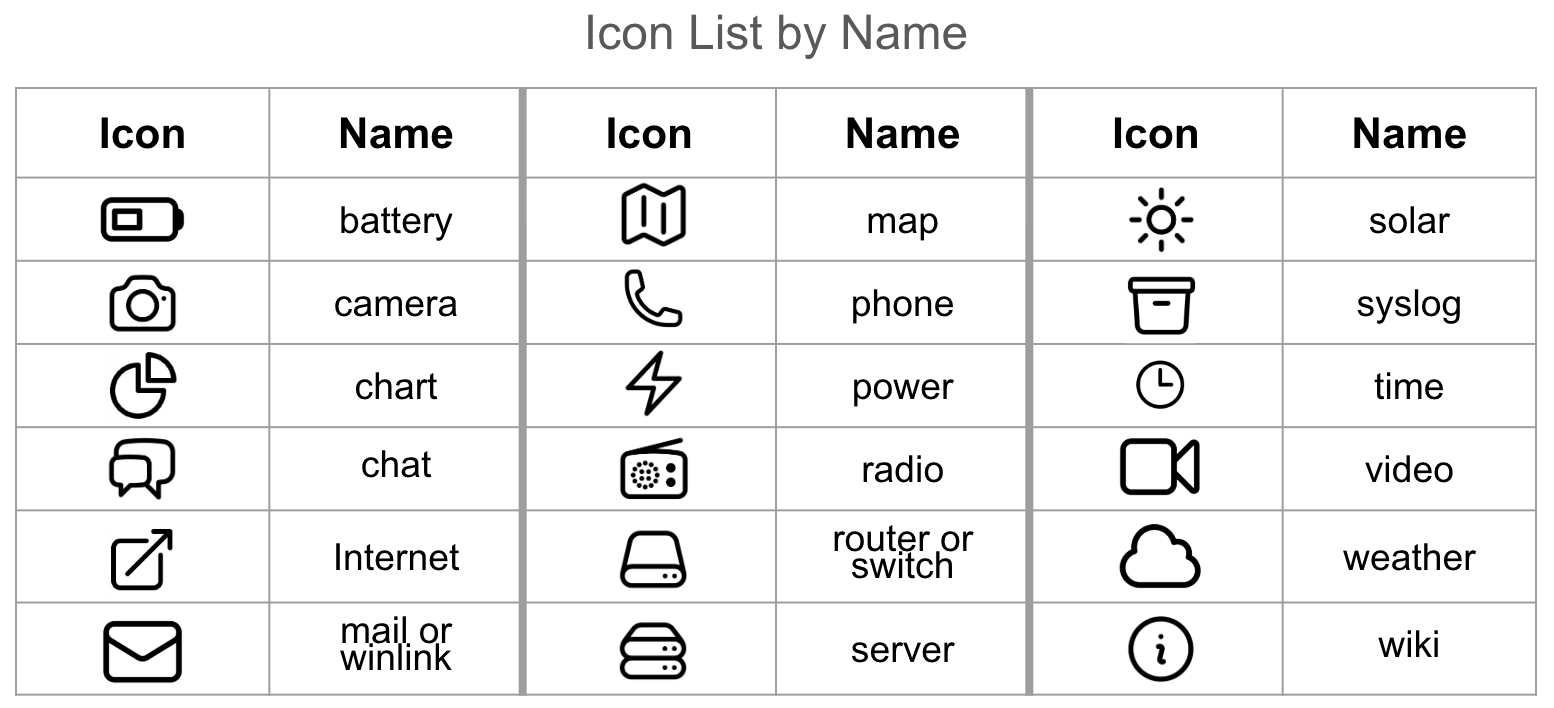 Icon List by Name
Icon Name Icon Name Icon Name
battery map solar
camera phone syslog
chart power time
chat radio video
Internet router or switch weather
mail or winlink server wiki